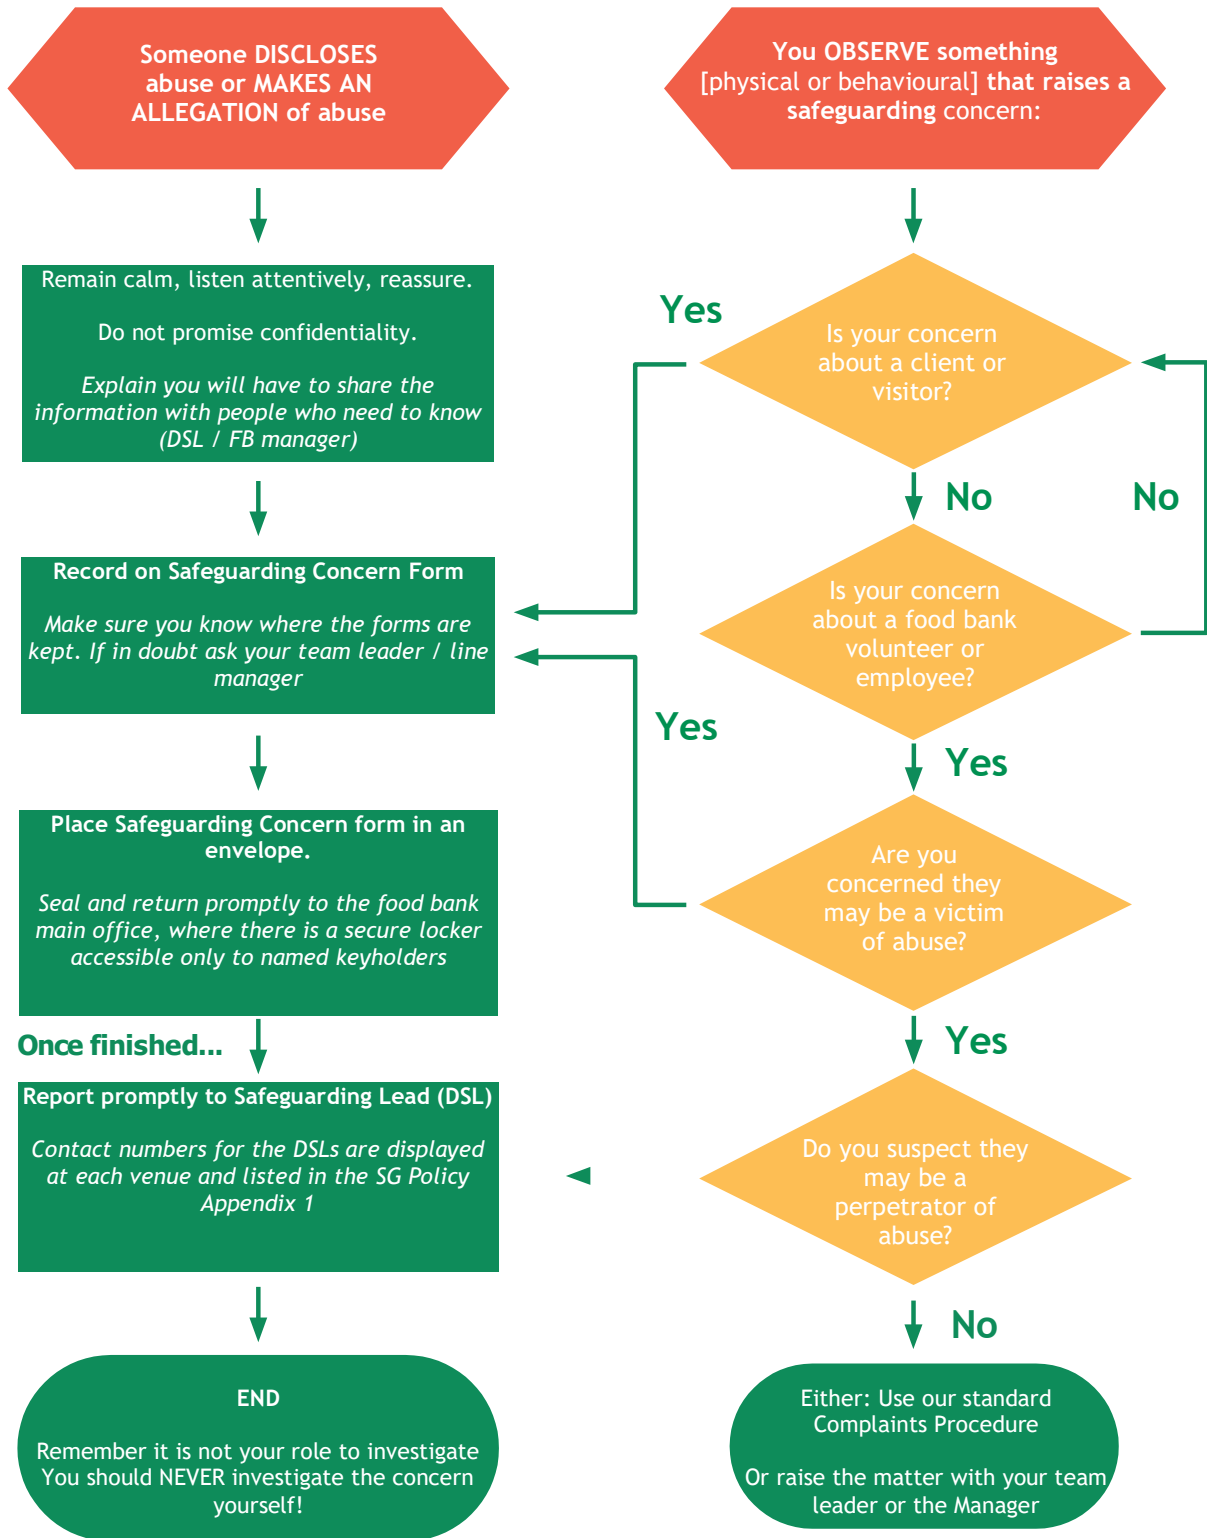 Someone DISCLOSES
abuse or MAKES AN
ALLEGATION of abuse
Remain calm, listen attentively, reassure.
Do not promise confidentiality.
Explain you will have to share the
information with people who need to know
(DSL / FB manager)
Record on Safeguarding Concern Form
Make sure you know where the forms are
kept. If in doubt ask your team leader / line
manager
Place Safeguarding Concern form in an
envelope.
Seal and return promptly to the food bank
main office, where there is a secure locker
accessible only to named keyholders
Once finished...
Report promptly to Safeguarding Lead (DSL)
Contact numbers for the DSLs are displayed
at each venue and listed in the SG Policy
Appendix 1
END
Remember it is not your role to investigate
You should NEVER investigate the concern
yourself!
You OBSERVE something
[physical or behavioural] that raises a
safeguarding concern:
Yes
Is your concern
about a client or
visitor?
No
No
Is your concern
about a food bank
volunteer or
employee?
Yes
Yes
Are you
concerned they
may be a victim
of abuse?
Yes
Do you suspect they
may be a
perpetrator of
abuse?
No
Either: Use our standard
Complaints Procedure
Or raise the matter with your team
leader or the Manager